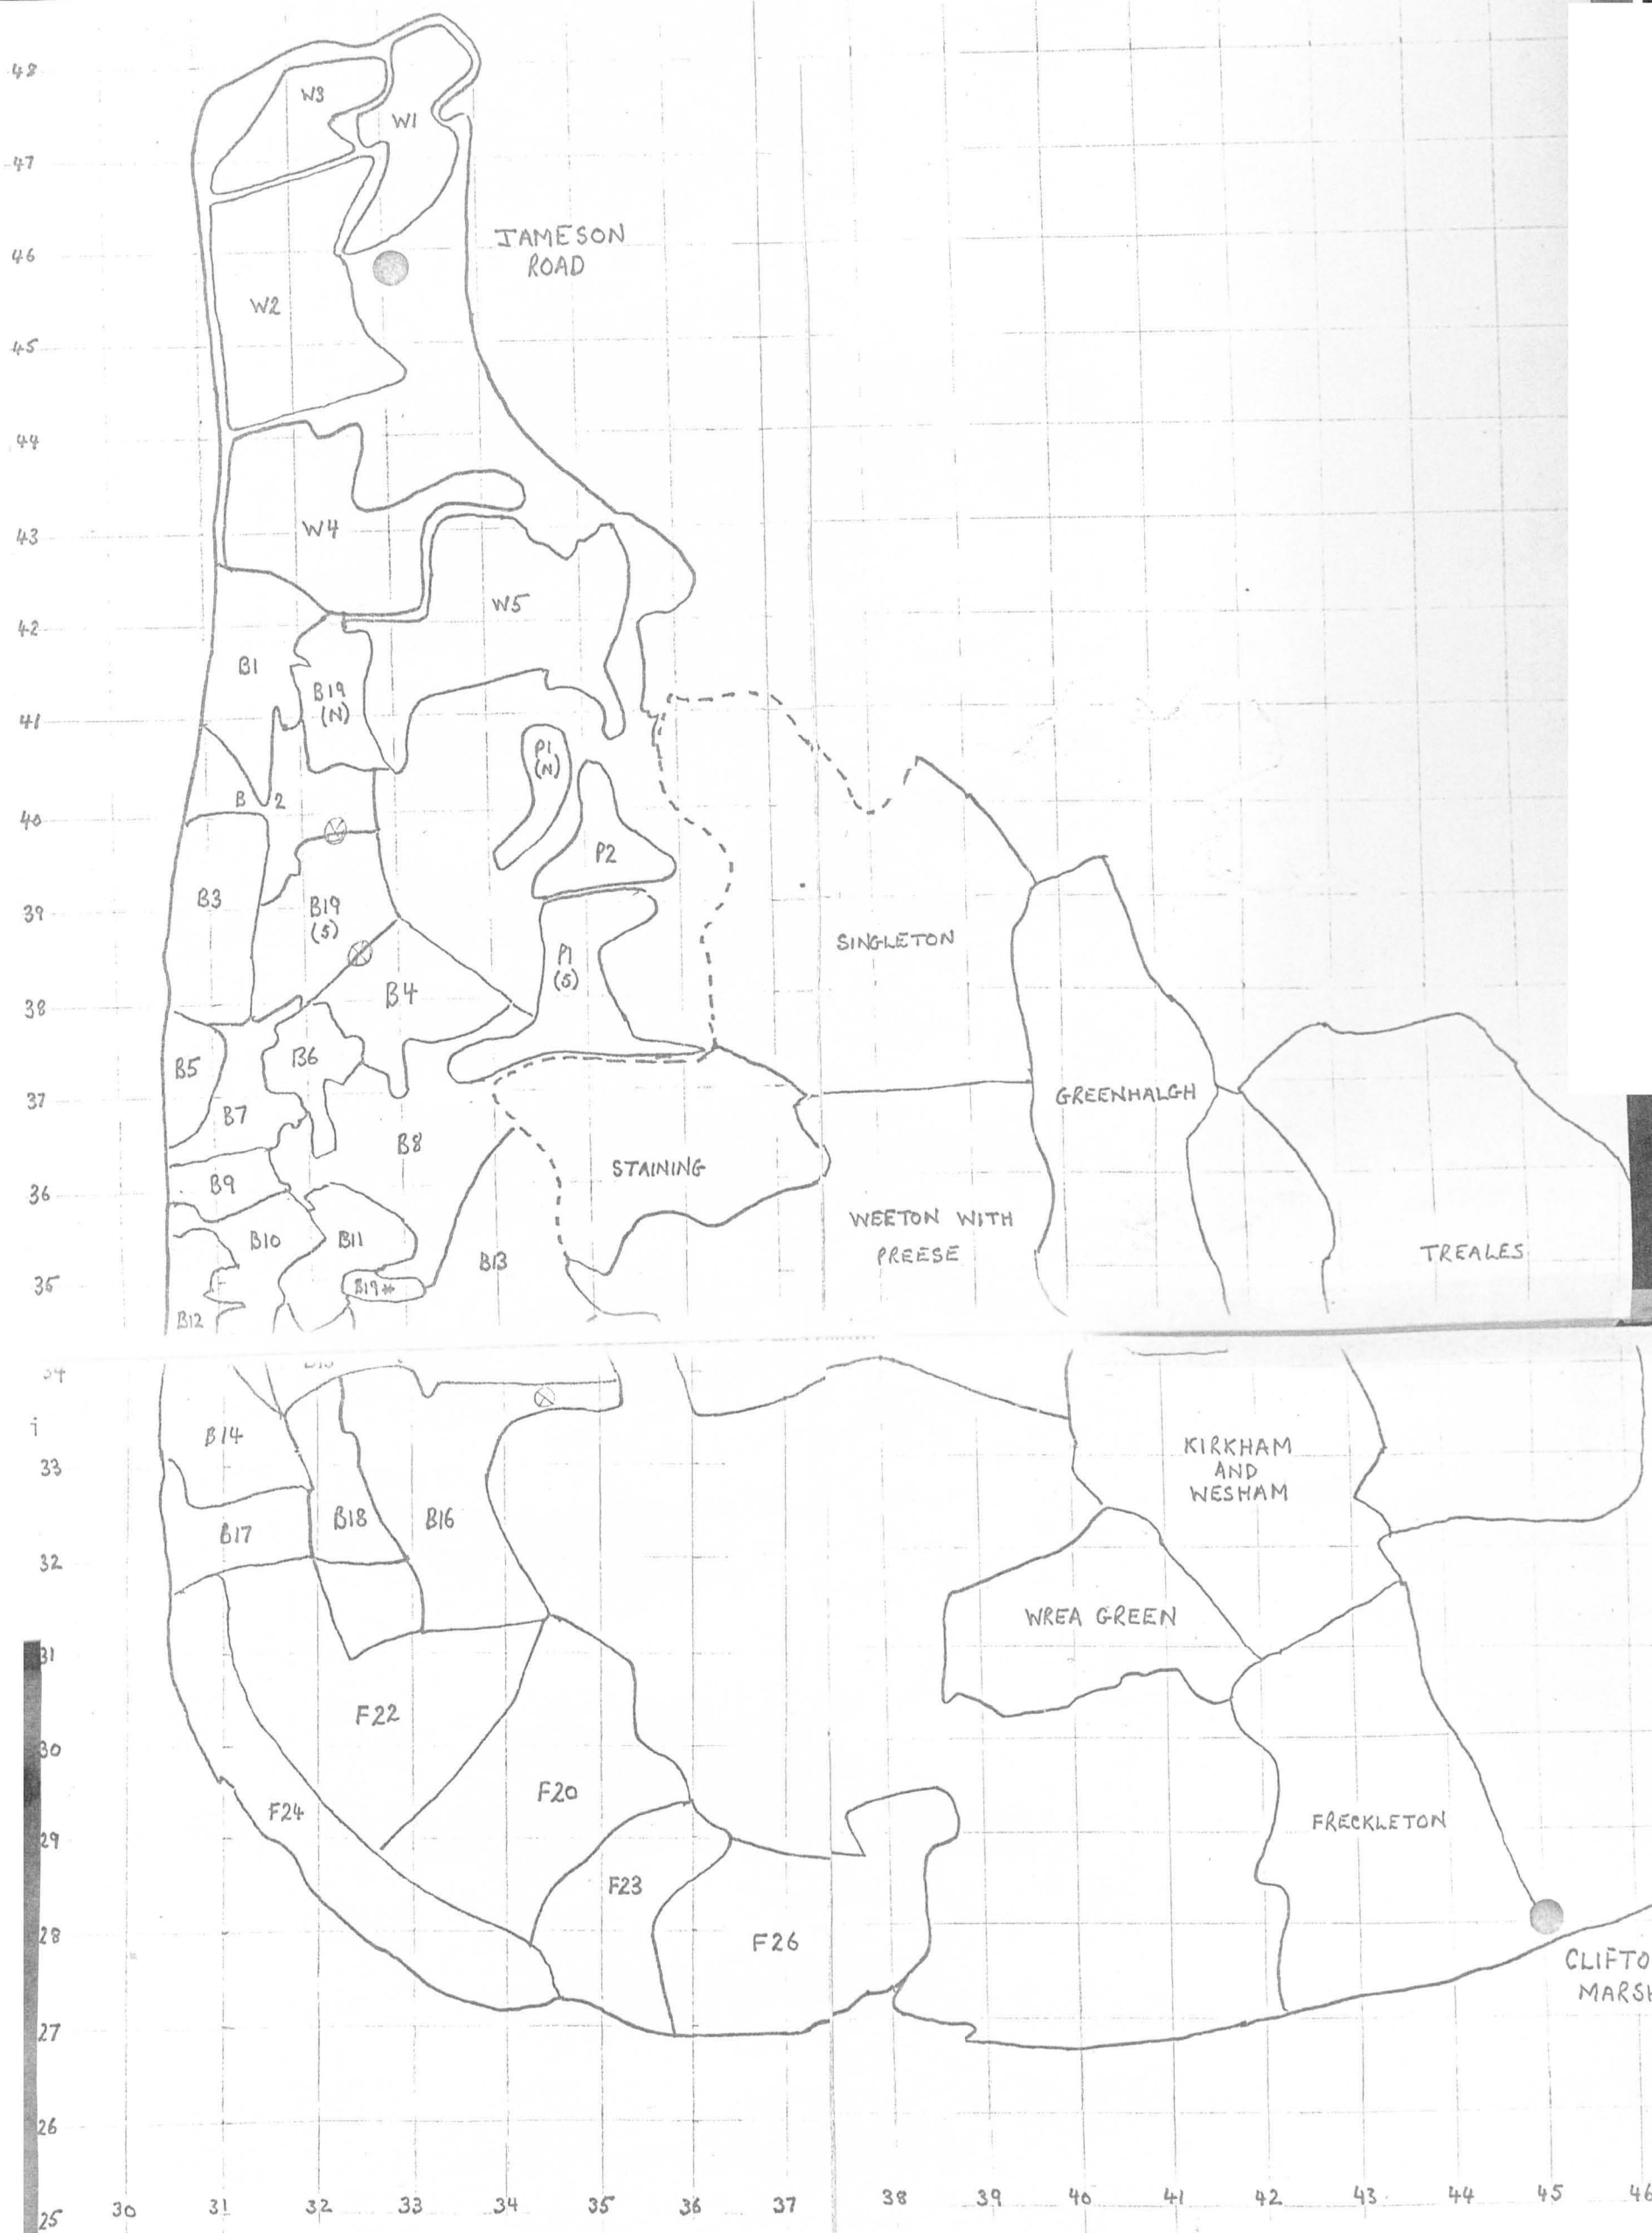 48
W3
W1
47
JAMESON
ROAD
46
W2
45
44
W4
43
W5
42
B1
B19
(N)
41
P1
(N)
B 2
40
P2
B3
39
B19
(S)
SINGLETON
P1
(S)
B4
38
B5
B6
GREENHALGH
37
B7
B8
STAINING
B9
36
WEETON WITH
PREESE
B10
B11
B13
TREALES
35
B19*
B12
34
B14
KIRKHAM
AND
WESHAM
33
B17
B18
B16
32
WREA GREEN
31
F22
30
F20
F24
29
FRECKLETON
F23
28
F26
CLIFTO
MARSH
27
26
30 31 32 33 34 35 36 37 38 39 40 41 42 43 44 45 46
25